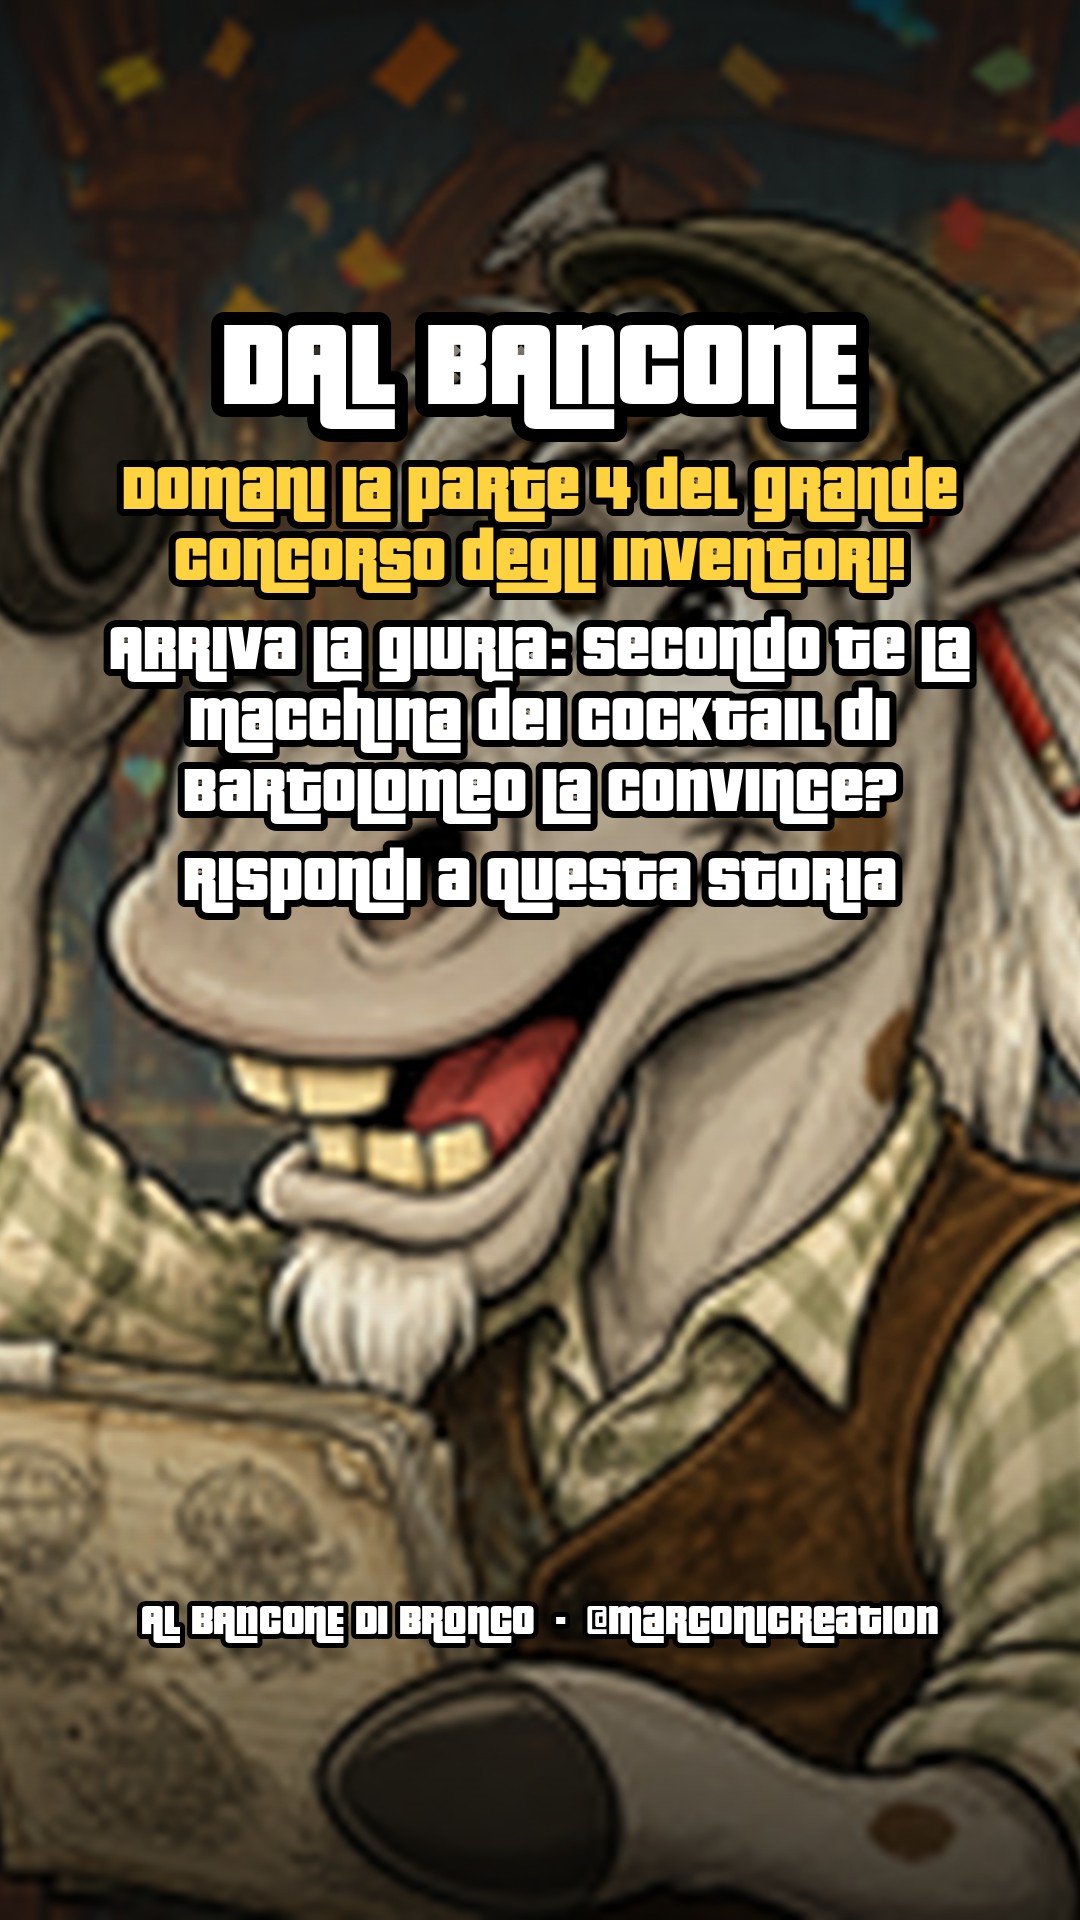 DAL BANCONE
Domani la parte 4 del grande
concorso degli inventori!
Arriva la giuria: secondo te la
macchina dei cocktail di
Bartolomeo la convince?
Rispondi a questa storia
AL BANCONE DI BRONCO - @marconicreation